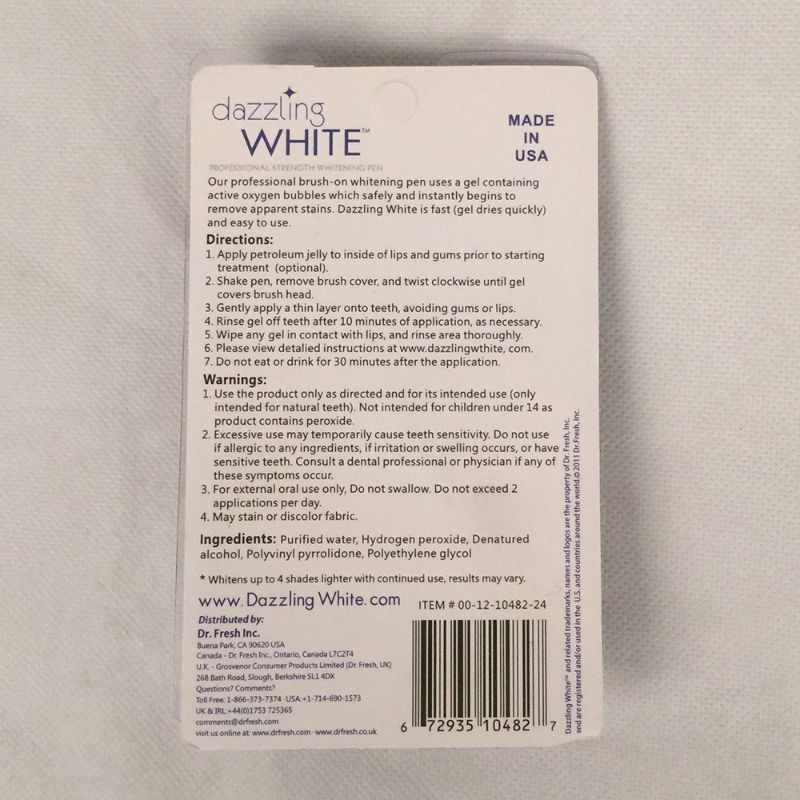 dazzling
WHITE™
PROFESSIONAL STRENGTH WHITENING PEN
MADE
IN
USA
Our professional brush-on whitening pen uses a gel containing
active oxygen bubbles which safely and instantly begins to
remove apparent stains. Dazzling White is fast (gel dries quickly)
and easy to use.
Directions:
1. Apply petroleum jelly to inside of lips and gums prior to starting
treatment (optional).
2. Shake pen, remove brush cover, and twist clockwise until gel
covers brush head.
3. Gently apply a thin layer onto teeth, avoiding gums or lips.
4. Rinse gel off teeth after 10 minutes of application, as necessary.
5. Wipe any gel in contact with lips, and rinse area thoroughly.
6. Please view detalied instructions at www.dazzlingwthite, com.
7. Do not eat or drink for 30 minutes after the application.
Warnings:
1. Use the product only as directed and for its intended use (only
intended for natural teeth). Not intended for children under 14 as
product contains peroxide.
2. Excessive use may temporarily cause teeth sensitivity. Do not use
if allergic to any ingredients, if irritation or swelling occurs, or have
sensitive teeth. Consult a dental professional or physician if any of
these symptoms occur.
3. For external oral use only, Do not swallow. Do not exceed 2
applications per day.
4. May stain or discolor fabric.
Ingredients: Purified water, Hydrogen peroxide, Denatured
alcohol, Polyvinyl pyrrolidone, Polyethylene glycol
* Whitens up to 4 shades lighter with continued use, results may vary.
www. Dazzling White. com
ITEM # 00-12-10482-24
Distributed by:
Dr. Fresh Inc.
Buena Park, CA 90620 USA
Canada - Dr. Fresh Inc., Ontario, Canada L7C2T4
U.K. - Grosvenor Consumer Products Limited (Dr. Fresh, UK)
268 Bath Road, Slough, Berkshire SL1 4DX
Questions? Comments?
Toll Free: 1-866-373-7374 · USA:+1-714-690-1573
UK & IRL:+44(0)1753 725365
comments@drfresh.com
visit us online at: www.drfresh.com · www.drfresh.co.uk
6 72935 10482 7
Dazzling White™ and related trademarks, names and logos are the property of Dr. Fresh, Inc.
and are registered and/or used in the U.S. and countries around the world.© 2011 Dr.Fresh, Inc.